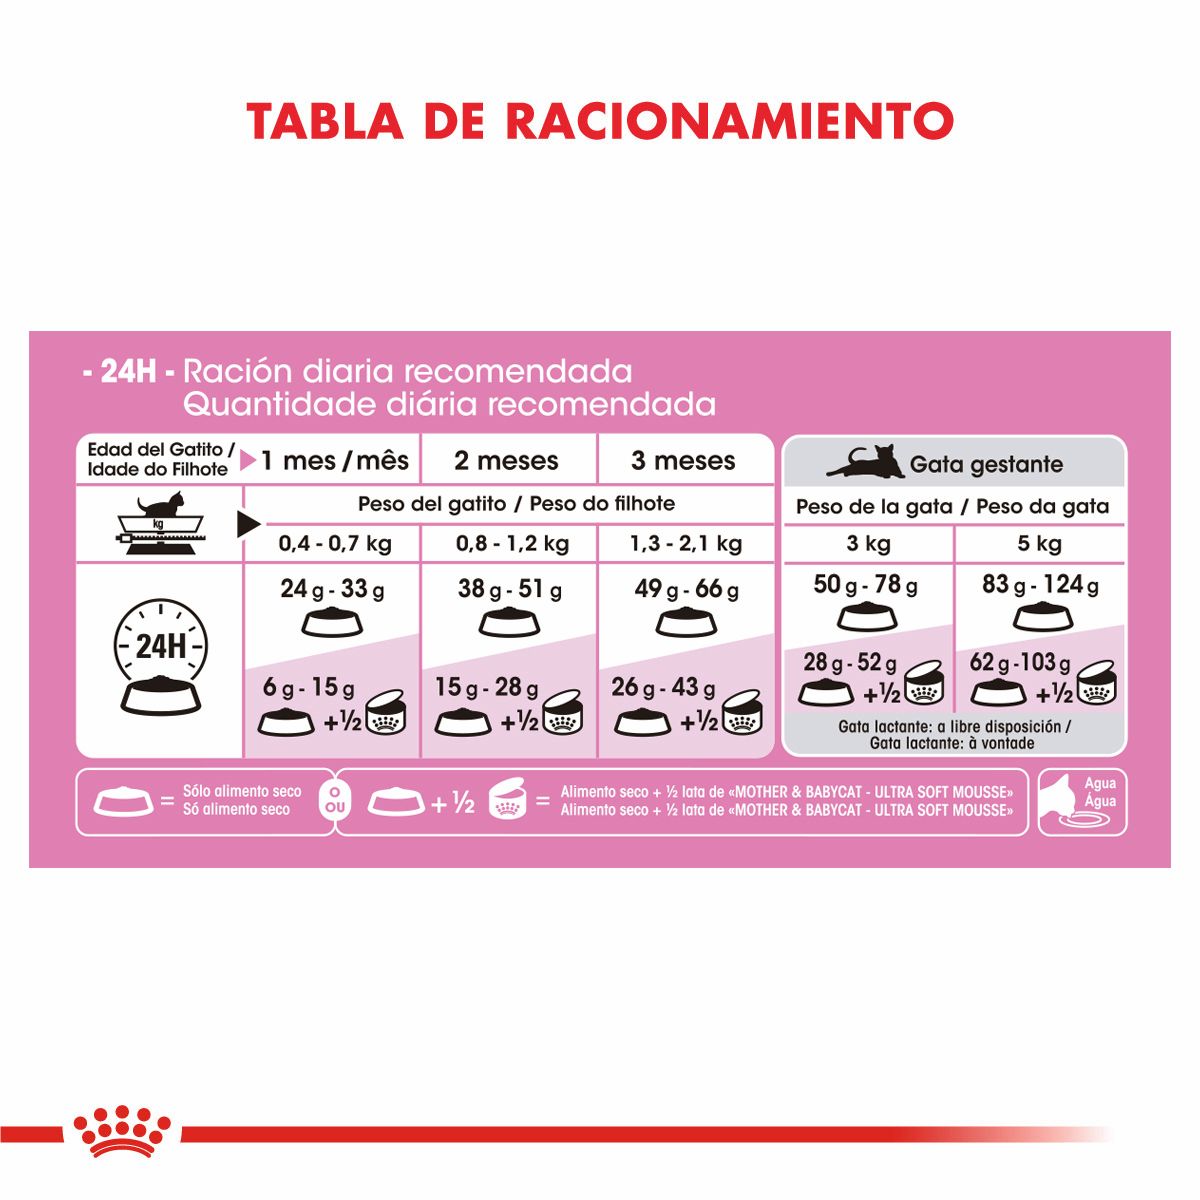 TABLA DE RACIONAMIENTO
- 24H - Ración diaria recomendada
Quantidade diária recomendada
Edad del Gatito /
Idade do Filhote
1 mes / mês
2 meses
3 meses
Gata gestante
kg
Peso del gatito / Peso do filhote
Peso de la gata / Peso da gata
0,4 - 0,7 kg
0,8 - 1,2 kg
1,3 - 2,1 kg
3 kg
5 kg
24H
24 g - 33 g
38 g - 51 g
49 g - 66 g
50 g - 78 g
83 g - 124 g
6 g - 15 g
+½
15 g - 28 g
+½
26 g - 43 g
+½
28 g - 52 g
+½
62 g -103 g
+½
Gata lactante: a libre disposición /
Gata lactante: à vontade
= Sólo alimento seco
Só alimento seco
O
OU
+ ½ = Alimento seco + ½ lata de «MOTHER & BABYCAT - ULTRA SOFT MOUSSE»
Alimento seco + ½ lata de «MOTHER & BABYCAT - ULTRA SOFT MOUSSE»
Agua
Água